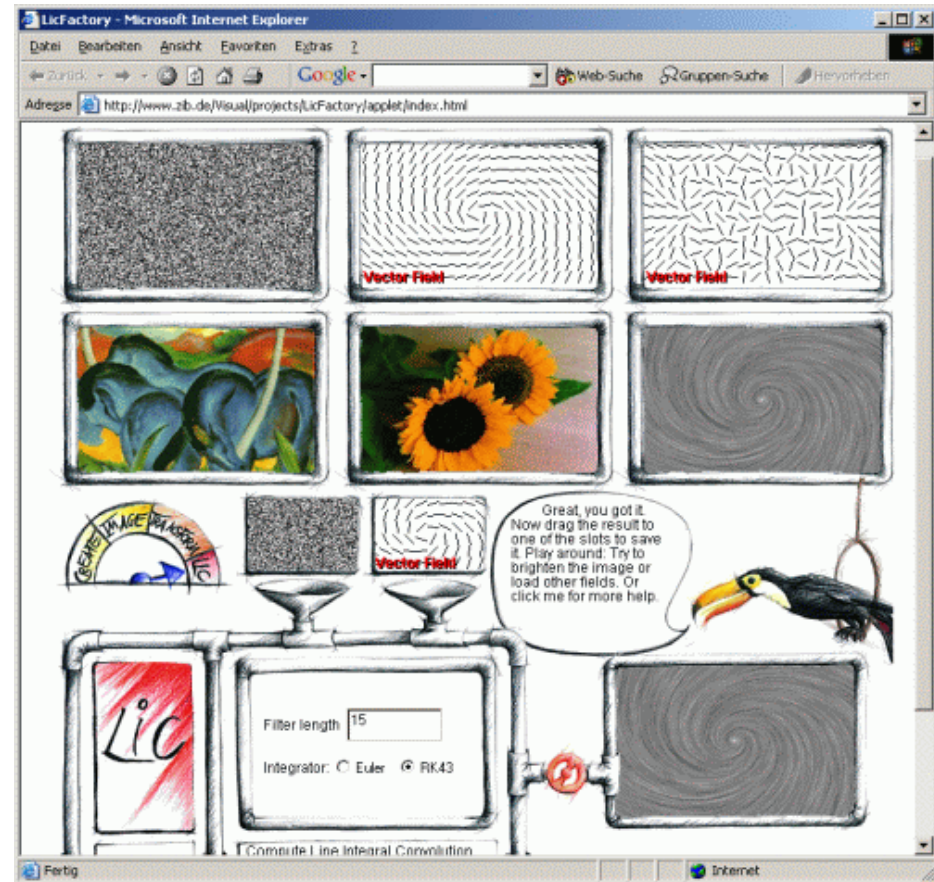 LicFactory - Microsoft Internet Explorer
Datei Bearbeiten Ansicht Favoriten Extras ?
Zurück Google Web-Suche Gruppen-Suche Hervorheben
Adresse http://www.zib.de/Visual/projects/LicFactory/applet/index.html
Vector Field Vector Field
CREATE IMAGE TRANSFORM LIC
Vector Field
Great, you got it.
Now drag the result to
one of the slots to save
it. Play around: Try to
brighten the image or
load other fields. Or
click me for more help.
LiC
Filter length 15
Integrator: Euler RK43
Compute Line Integral Convolution
Fertig Internet